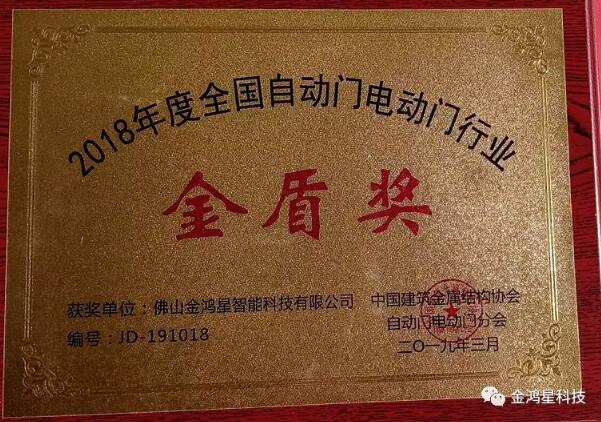 2018年度全国自动门电动门行业
金盾奖
获奖单位：佛山金鸿星智能科技有限公司
编号：JD-191018
中国建筑金属结构协会
自动门电动门分会
二〇一九年三月
金鸿星科技